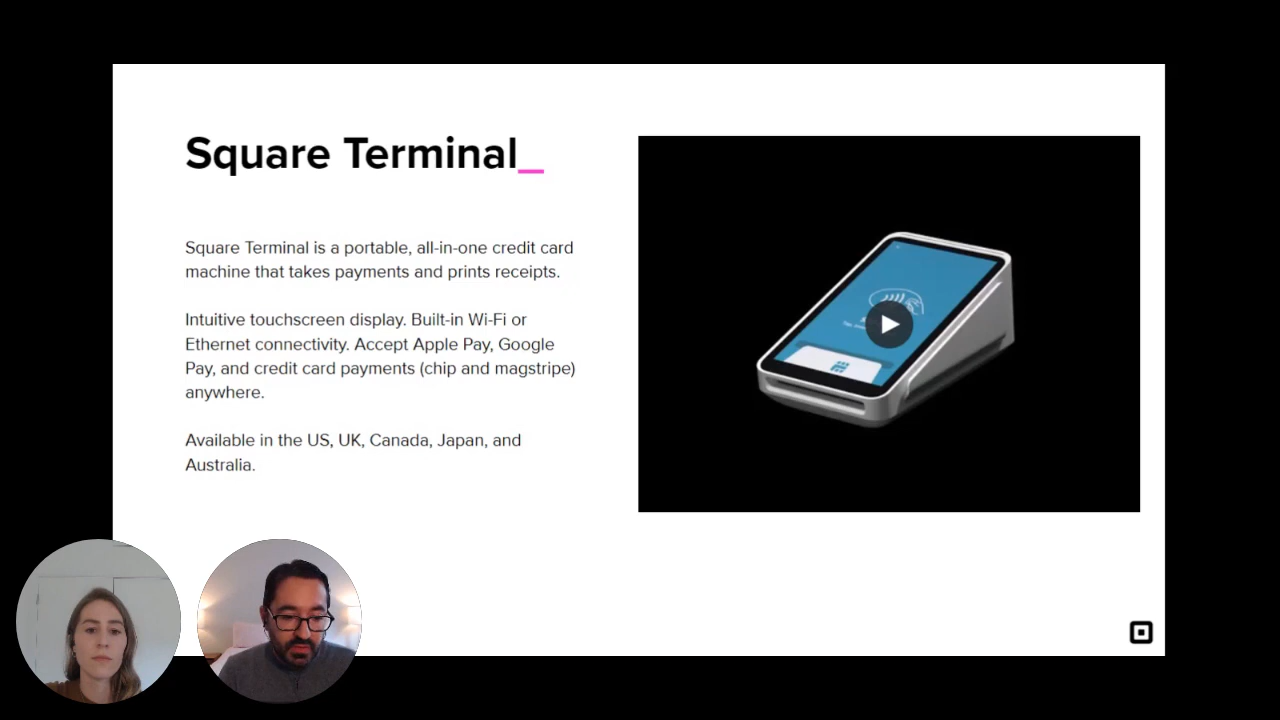 Square Terminal_
Square Terminal is a portable, all-in-one credit card
machine that takes payments and prints receipts.
Intuitive touchscreen display. Built-in Wi-Fi or
Ethernet connectivity. Accept Apple Pay, Google
Pay, and credit card payments (chip and magstripe)
anywhere.
Available in the US, UK, Canada, Japan, and
Australia.